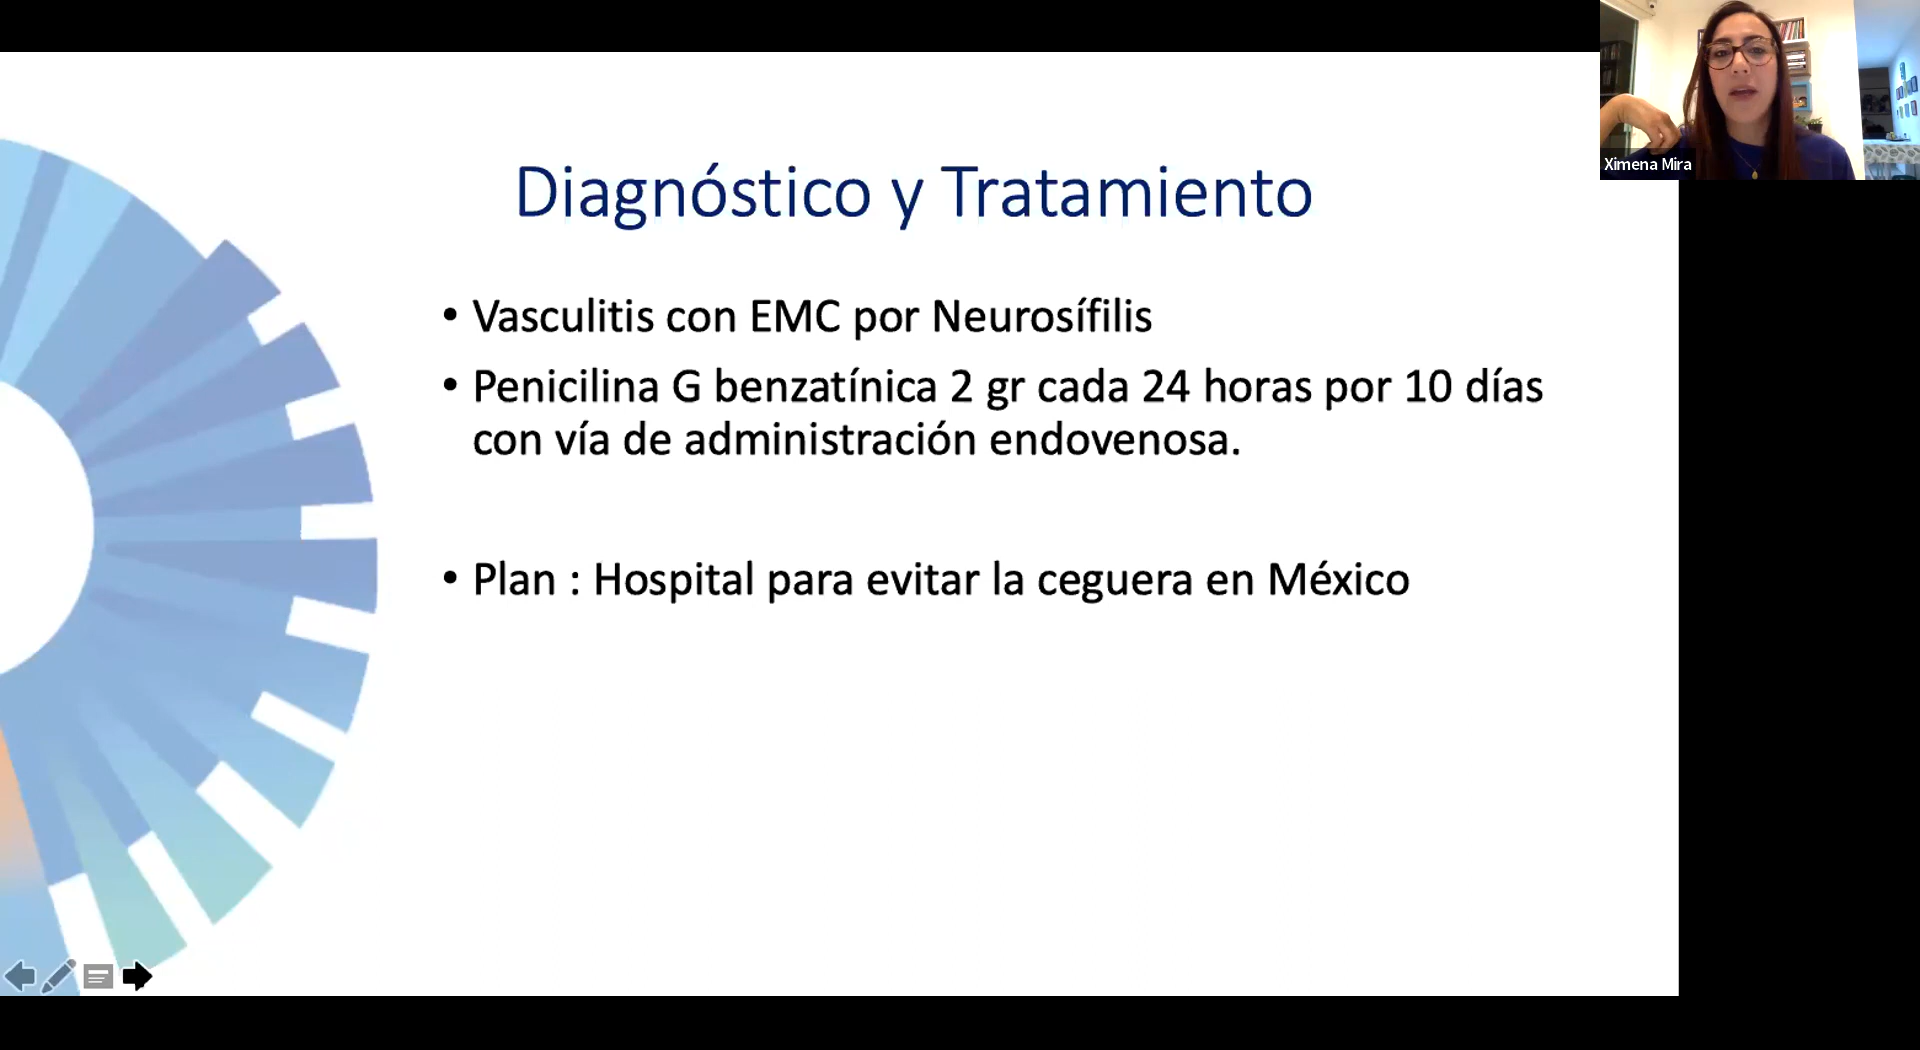 Ximena Mira
Diagnóstico y Tratamiento
• Vasculitis con EMC por Neurosífilis
• Penicilina G benzatínica 2 gr cada 24 horas por 10 días
con vía de administración endovenosa.
• Plan : Hospital para evitar la ceguera en México